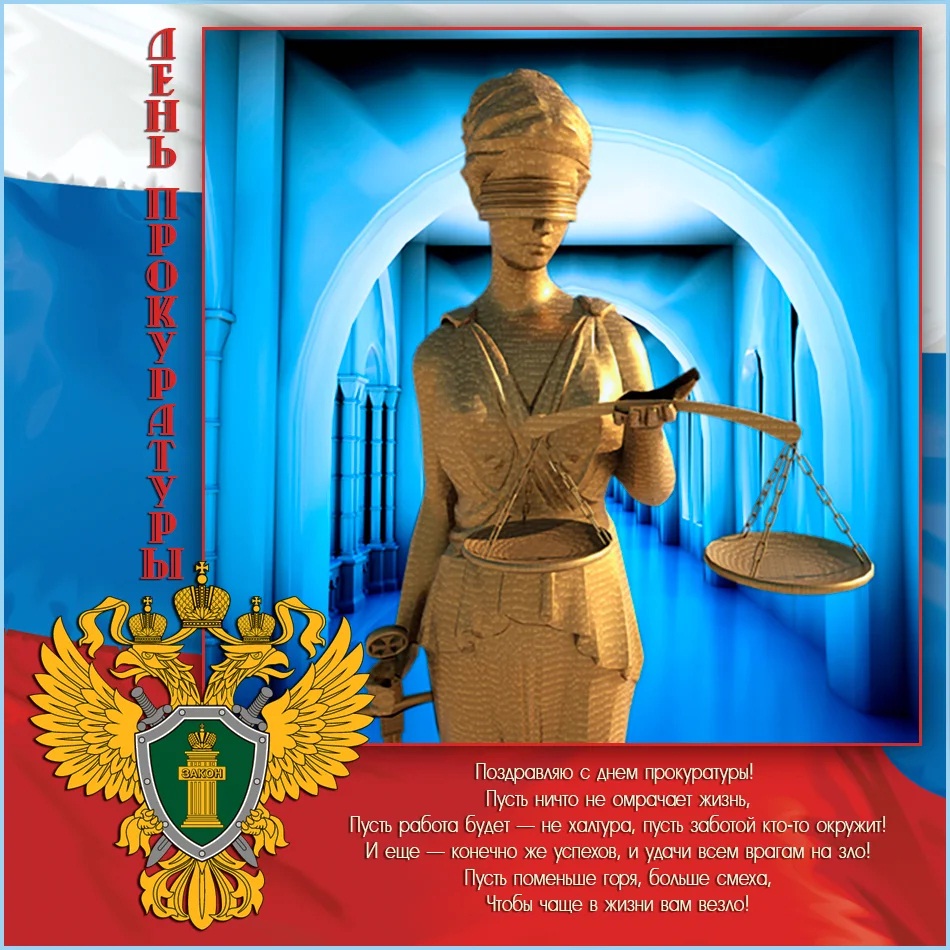 ДЕНЬ ПРОКУРАТУРЫ
ЗАКОН
Поздравляю с днем прокуратуры!
Пусть ничто не омрачает жизнь,
Пусть работа будет — не халтура, пусть заботой кто-то окружит!
И еще — конечно же успехов, и удачи всем врагам на зло!
Пусть поменьше горя, больше смеха,
Чтобы чаще в жизни вам везло!